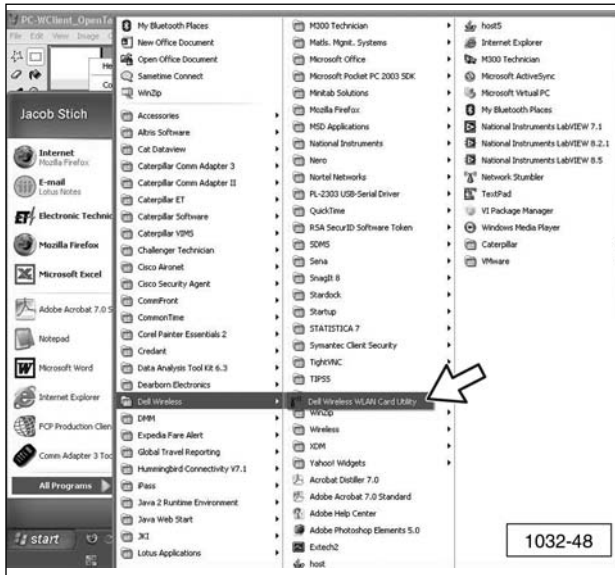 PC-WClient_OpenTa
File Edit View Image C
He
Co
Jacob Stich
Internet
Mozilla Firefox
E-mail
Lotus Notes
Electronic Technic
Mozilla Firefox
Microsoft Excel
Adobe Acrobat 7.0 S
Notepad
Microsoft Word
Internet Explorer
FCP Production Clien
Comm Adapter 3 Too
All Programs
start
My Bluetooth Places
New Office Document
Open Office Document
Sametime Connect
WinZip
Accessories
Altris Software
Cat Dataview
Caterpillar Comm Adapter 3
Caterpillar Comm Adapter II
Caterpillar ET
Caterpillar Software
Caterpillar VIMS
Challenger Technician
Cisco Aironet
Cisco Security Agent
CommFront
CommonTime
Corel Painter Essentials 2
Credant
Data Analysis Tool Kit 6.3
Dearborn Electronics
Dell Wireless
DMM
Expedia Fare Alert
Global Travel Reporting
Hummingbird Connectivity V7.1
iPass
Java 2 Runtime Environment
Java Web Start
JKI
Lotus Applications
M300 Technician
Matls. Mgmt. Systems
Microsoft Office
Microsoft Pocket PC 2003 SDK
Minitab Solutions
Mozilla Firefox
MSD Applications
National Instruments
Nero
Nortel Networks
PL-2303 USB-Serial Driver
QuickTime
RSA SecurID Software Token
SDMS
Sena
SnagIt 8
Stardock
Startup
STATISTICA 7
Symantec Client Security
TightVNC
TIPSS
Dell Wireless WLAN Card Utility
WinZip
Wireless
XDM
Yahoo! Widgets
Acrobat Distiller 7.0
Adobe Acrobat 7.0 Standard
Adobe Help Center
Adobe Photoshop Elements 5.0
Extech2
host
host5
Internet Explorer
M300 Technician
Microsoft ActiveSync
Microsoft Virtual PC
My Bluetooth Places
National Instruments LabVIEW 7.1
National Instruments LabVIEW 8.2.1
National Instruments LabVIEW 8.5
Network Stumbler
TextPad
VI Package Manager
Windows Media Player
Caterpillar
VMware
1032-48